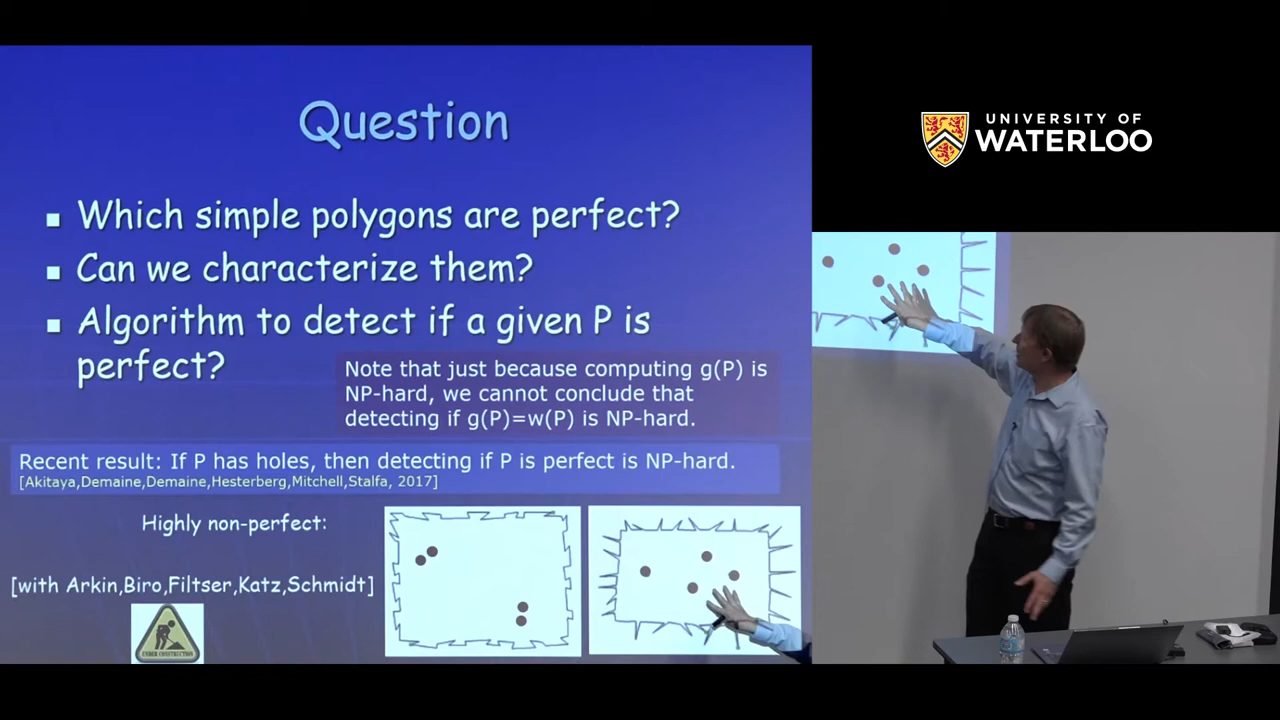 Question
▪ Which simple polygons are perfect?
▪ Can we characterize them?
▪ Algorithm to detect if a given P is
perfect?
Note that just because computing g(P) is
NP-hard, we cannot conclude that
detecting if g(P)=w(P) is NP-hard.
Recent result: If P has holes, then detecting if P is perfect is NP-hard.
[Akitaya,Demaine,Demaine,Hesterberg,Mitchell,Stalfa, 2017]
Highly non-perfect:
[with Arkin,Biro,Filtser,Katz,Schmidt]
UNDER CONSTRUCTION
UNIVERSITY OF
WATERLOO